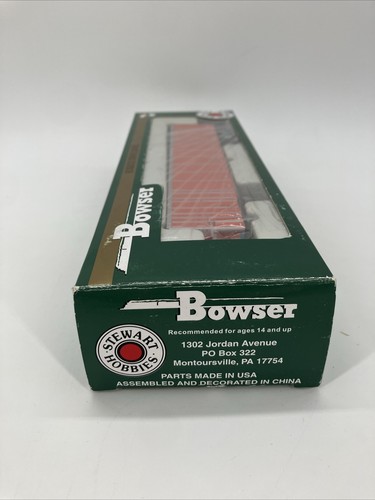 Bowser
Bowser
Recommended for ages 14 and up
1302 Jordan Avenue
PO Box 322
Montoursville, PA 17754
STEWART
HOBBIES
PARTS MADE IN USA
ASSEMBLED AND DECORATED IN CHINA